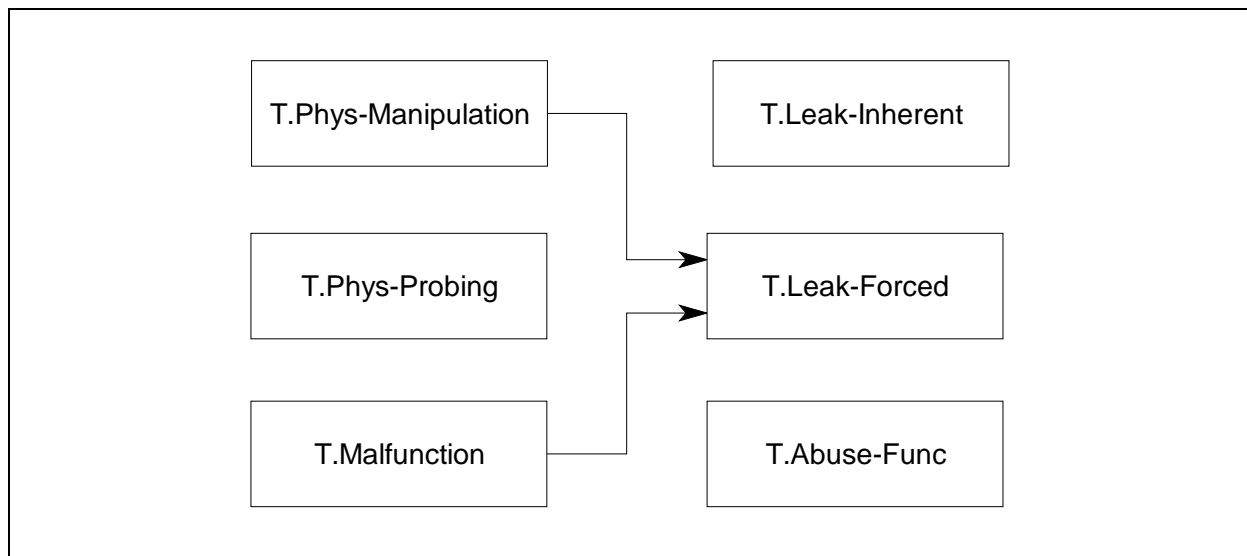 T.Phys-Manipulation
T.Leak-Inherent
T.Phys-Probing
T.Leak-Forced
T.Malfunction
T.Abuse-Func